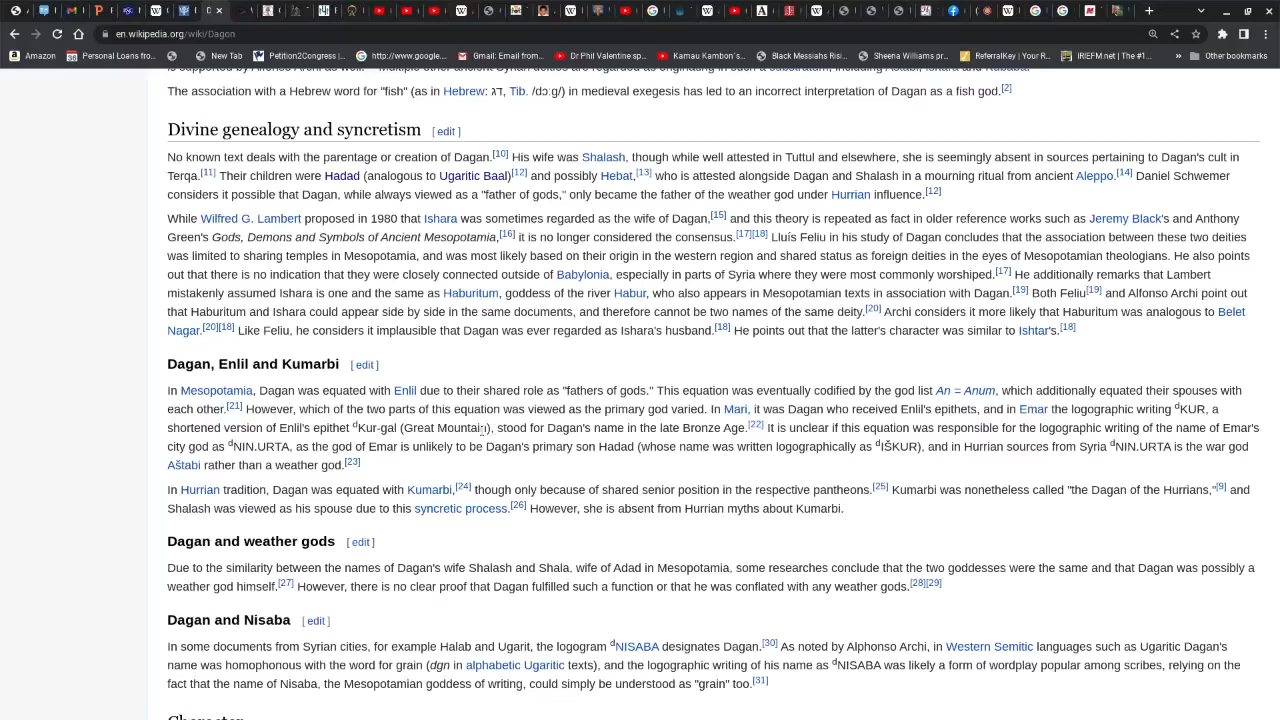 D
en.wikipedia.org/wiki/Dagon
Amazon Personal Loans fro... New Tab Petition2Congress |... http://www.google... Gmail: Email from... Dr Phil Valentine sp... Kamau Kambon`s... Black Messiahs Risi... Sheena Williams pr... ReferralKey | Your R... IRIEFM.net | The #1... » Other bookmarks
The association with a Hebrew word for "fish" (as in Hebrew: דג, Tib. /dɔːg/) in medieval exegesis has led to an incorrect interpretation of Dagan as a fish god.[2]
Divine genealogy and syncretism [ edit ]
No known text deals with the parentage or creation of Dagan.[10] His wife was Shalash, though while well attested in Tuttul and elsewhere, she is seemingly absent in sources pertaining to Dagan's cult in
Terqa.[11] Their children were Hadad (analogous to Ugaritic Baal)[12] and possibly Hebat,[13] who is attested alongside Dagan and Shalash in a mourning ritual from ancient Aleppo.[14] Daniel Schwemer
considers it possible that Dagan, while always viewed as a "father of gods," only became the father of the weather god under Hurrian influence.[12]
While Wilfred G. Lambert proposed in 1980 that Ishara was sometimes regarded as the wife of Dagan,[15] and this theory is repeated as fact in older reference works such as Jeremy Black's and Anthony
Green's Gods, Demons and Symbols of Ancient Mesopotamia,[16] it is no longer considered the consensus.[17][18] Lluís Feliu in his study of Dagan concludes that the association between these two deities
was limited to sharing temples in Mesopotamia, and was most likely based on their origin in the western region and shared status as foreign deities in the eyes of Mesopotamian theologians. He also points
out that there is no indication that they were closely connected outside of Babylonia, especially in parts of Syria where they were most commonly worshiped.[17] He additionally remarks that Lambert
mistakenly assumed Ishara is one and the same as Haburitum, goddess of the river Habur, who also appears in Mesopotamian texts in association with Dagan.[19] Both Feliu[19] and Alfonso Archi point out
that Haburitum and Ishara could appear side by side in the same documents, and therefore cannot be two names of the same deity.[20] Archi considers it more likely that Haburitum was analogous to Belet
Nagar.[20][18] Like Feliu, he considers it implausible that Dagan was ever regarded as Ishara's husband.[18] He points out that the latter's character was similar to Ishtar's.[18]
Dagan, Enlil and Kumarbi [ edit ]
In Mesopotamia, Dagan was equated with Enlil due to their shared role as "fathers of gods." This equation was eventually codified by the god list An = Anum, which additionally equated their spouses with
each other.[21] However, which of the two parts of this equation was viewed as the primary god varied. In Mari, it was Dagan who received Enlil's epithets, and in Emar the logographic writing dKUR, a
shortened version of Enlil's epithet dKur-gal (Great Mountain), stood for Dagan's name in the late Bronze Age.[22] It is unclear if this equation was responsible for the logographic writing of the name of Emar's
city god as dNIN.URTA, as the god of Emar is unlikely to be Dagan's primary son Hadad (whose name was written logographically as dIŠKUR), and in Hurrian sources from Syria dNIN.URTA is the war god
Aštabi rather than a weather god.[23]
In Hurrian tradition, Dagan was equated with Kumarbi,[24] though only because of shared senior position in the respective pantheons.[25] Kumarbi was nonetheless called "the Dagan of the Hurrians,"[9] and
Shalash was viewed as his spouse due to this syncretic process.[26] However, she is absent from Hurrian myths about Kumarbi.
Dagan and weather gods [ edit ]
Due to the similarity between the names of Dagan's wife Shalash and Shala, wife of Adad in Mesopotamia, some researches conclude that the two goddesses were the same and that Dagan was possibly a
weather god himself.[27] However, there is no clear proof that Dagan fulfilled such a function or that he was conflated with any weather gods.[28][29]
Dagan and Nisaba [ edit ]
In some documents from Syrian cities, for example Halab and Ugarit, the logogram dNISABA designates Dagan.[30] As noted by Alphonso Archi, in Western Semitic languages such as Ugaritic Dagan's
name was homophonous with the word for grain (dgn in alphabetic Ugaritic texts), and the logographic writing of his name as dNISABA was likely a form of wordplay popular among scribes, relying on the
fact that the name of Nisaba, the Mesopotamian goddess of writing, could simply be understood as "grain" too.[31]